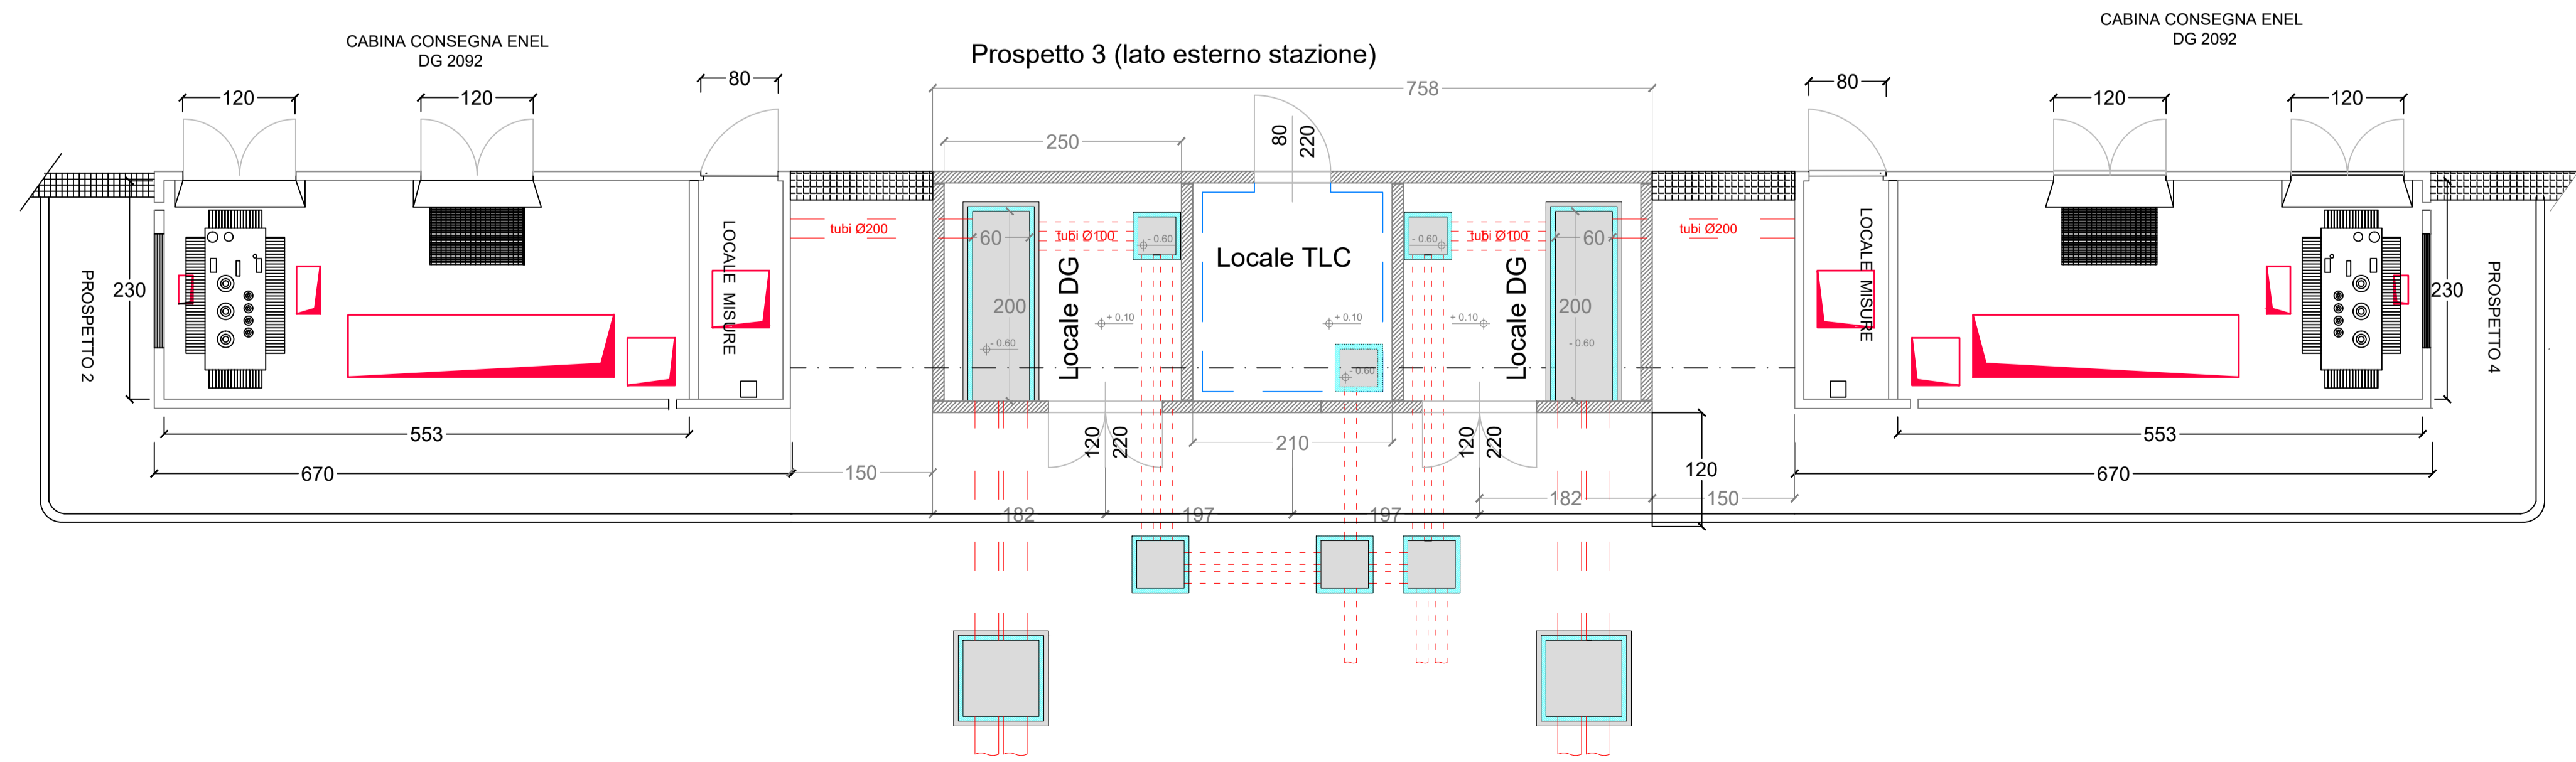 CABINA CONSEGNA ENEL
DG 2092
Prospetto 3 (lato esterno stazione)
CABINA CONSEGNA ENEL
DG 2092
120
120
80
758
80
120
120
250
80
220
tubi Ø200
60
tubi Ø100
- 0.60
Locale TLC
- 0.60
tubi Ø100
60
tubi Ø200
PROSPETTO 2
230
LOCALE MISURE
200
Locale DG
+ 0.10
+ 0.10
+ 0.10
Locale DG
200
LOCALE MISURE
230
PROSPETTO 4
- 0.60
- 0.60
- 0.60
553
120
220
210
120
220
553
670
150
120
670
182
150
182
197
197